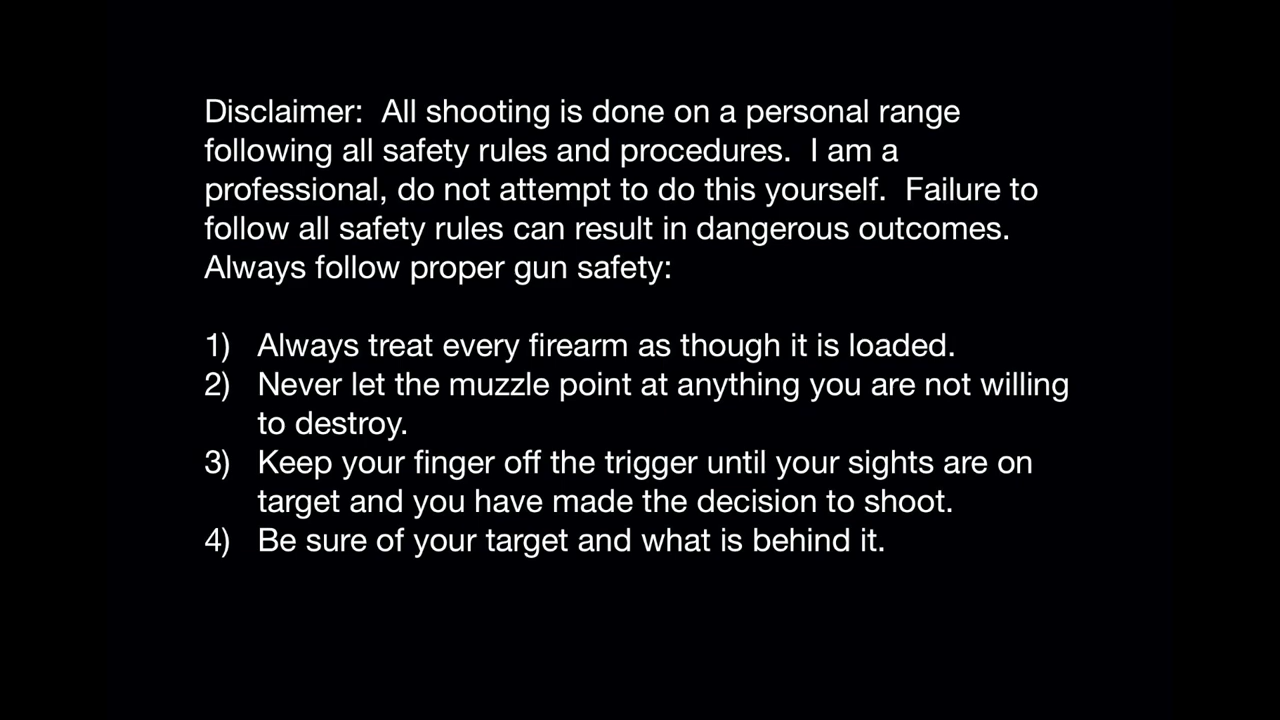 Disclaimer:  All shooting is done on a personal range
following all safety rules and procedures.  I am a
professional, do not attempt to do this yourself.  Failure to
follow all safety rules can result in dangerous outcomes.
Always follow proper gun safety:
1) Always treat every firearm as though it is loaded.
2) Never let the muzzle point at anything you are not willing
to destroy.
3) Keep your finger off the trigger until your sights are on
target and you have made the decision to shoot.
4) Be sure of your target and what is behind it.